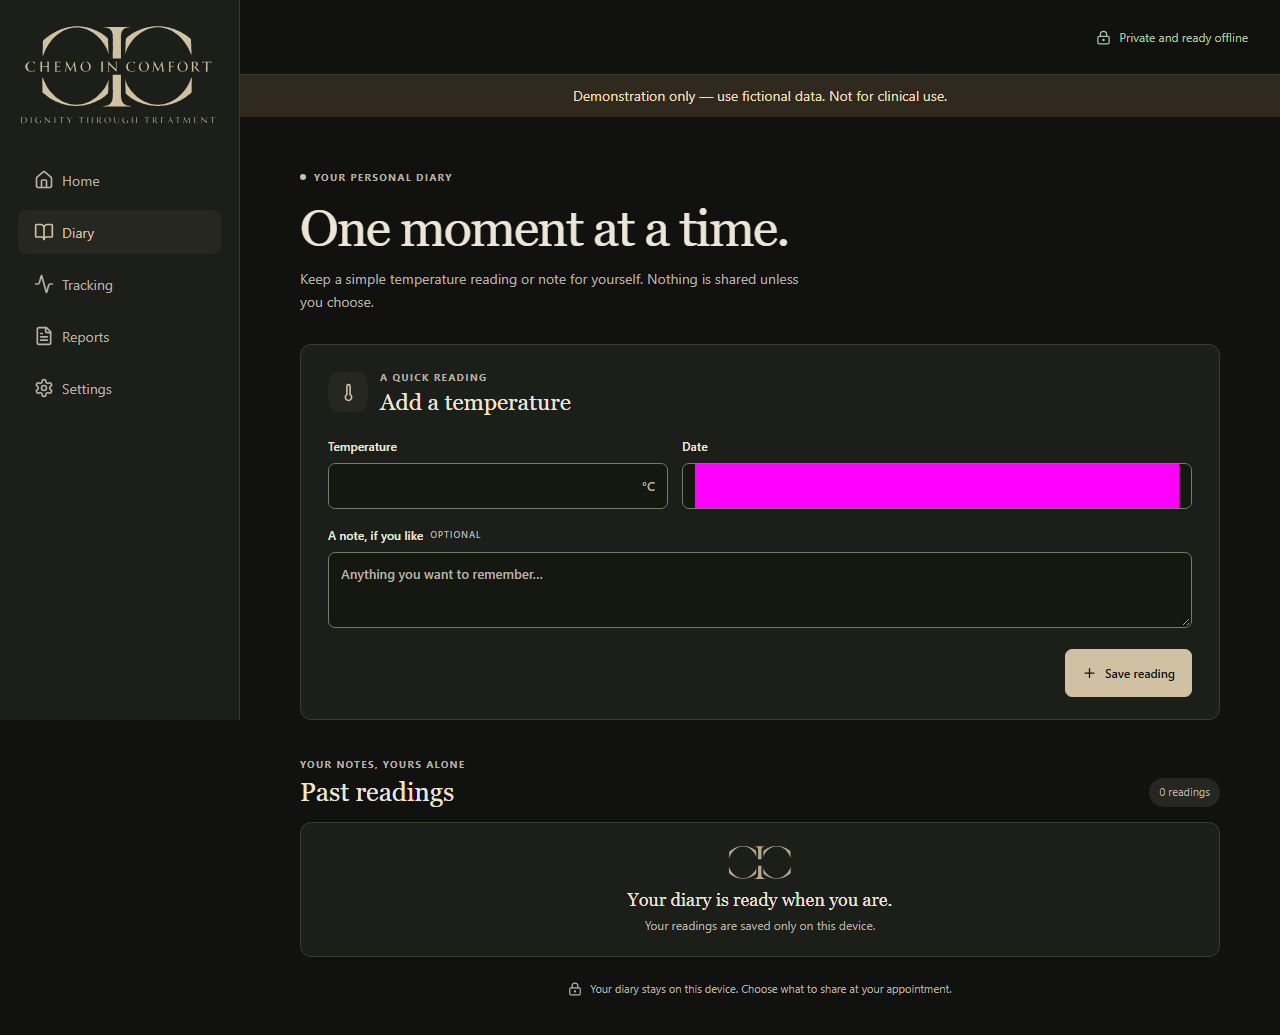 CHEMO IN COMFORT
DIGNITY THROUGH TREATMENT
Home
Diary
Tracking
Reports
Settings
Private and ready offline
Demonstration only — use fictional data. Not for clinical use.
YOUR PERSONAL DIARY
One moment at a time.
Keep a simple temperature reading or note for yourself. Nothing is shared unless
you choose.
A QUICK READING
Add a temperature
Temperature
Date
°C
A note, if you like OPTIONAL
Anything you want to remember...
Save reading
YOUR NOTES, YOURS ALONE
Past readings
0 readings
Your diary is ready when you are.
Your readings are saved only on this device.
Your diary stays on this device. Choose what to share at your appointment.